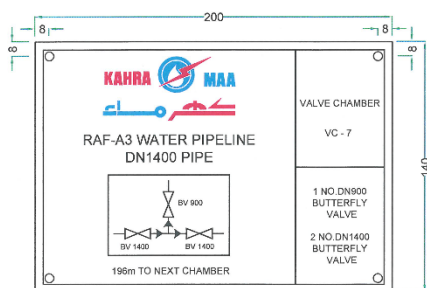 200
8
8
8
8
KAHRA MAA
كهرماء
RAF-A3 WATER PIPELINE
DN1400 PIPE
BV 900
BV 1400
BV 1400
196m TO NEXT CHAMBER
VALVE CHAMBER
VC - 7
1 NO.DN900
BUTTERFLY
VALVE
2 NO.DN1400
BUTTERFLY
VALVE
140